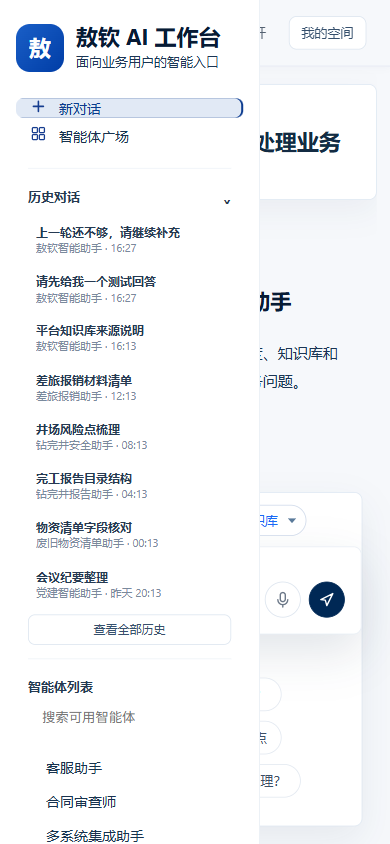 敖
敖钦 AI 工作台
面向业务用户的智能入口
新对话
智能体广场
历史对话
上一轮还不够，请继续补充
敖钦智能助手 · 16:27
请先给我一个测试回答
敖钦智能助手 · 16:27
平台知识库来源说明
敖钦智能助手 · 16:13
差旅报销材料清单
差旅报销助手 · 12:13
井场风险点梳理
钻完井安全助手 · 08:13
完工报告目录结构
钻完井报告助手 · 04:13
物资清单字段核对
废旧物资清单助手 · 00:13
会议纪要整理
党建智能助手 · 昨天 20:13
查看全部历史
智能体列表
搜索可用智能体
客服助手
合同审查师
多系统集成助手
我的空间
处理业务
助手
、知识库和
问题。
识库
点
理?